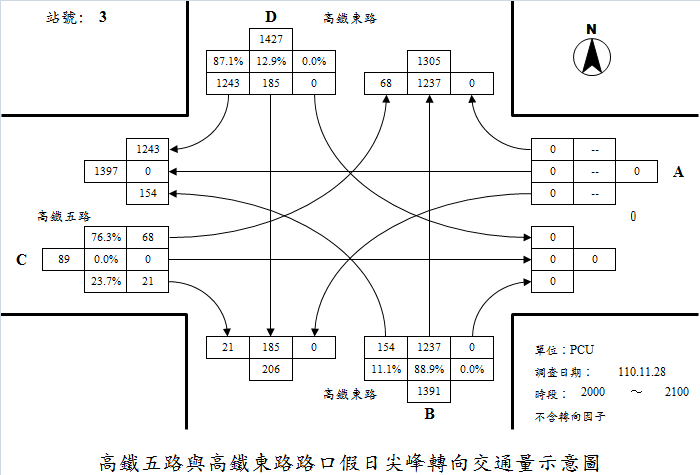 站號： 3
D
高鐵東路
N
1427
87.1% 12.9% 0.0%
1243 185 0
1305
68 1237 0
1243
1397 0
154
0 --
0 -- 0
0 --
A
0
高鐵五路
76.3% 68
C 89 0.0% 0
23.7% 21
0
0 0
0
21 185 0
206
高鐵東路
154 1237 0
11.1% 88.9% 0.0%
1391
B
單位：PCU
調查日期： 110.11.28
時段： 2000 ～ 2100
不含轉向因子
高鐵五路與高鐵東路路口假日尖峰轉向交通量示意圖